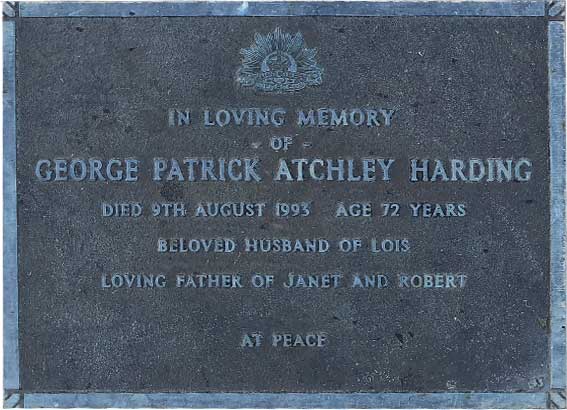 IN LOVING MEMORY
OF
GEORGE PATRICK ATCHLEY HARDING
DIED 9TH AUGUST 1993 AGE 72 YEARS
BELOVED HUSBAND OF LOIS
LOVING FATHER OF JANET AND ROBERT
AT PEACE